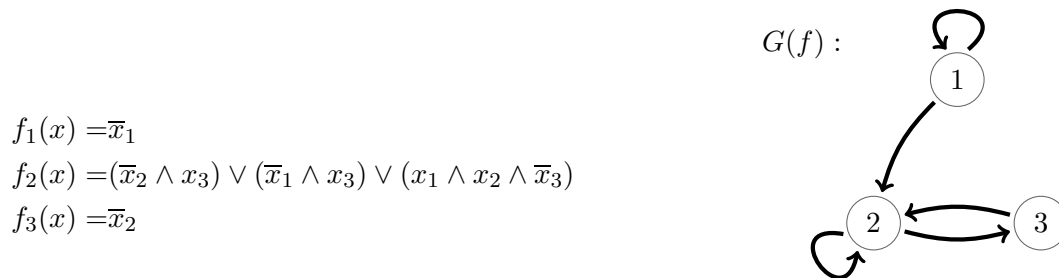 G(f) :
1
f₁(x) =x̅₁
f₂(x) =(x̅₂ ∧ x₃) ∨ (x̅₁ ∧ x₃) ∨ (x₁ ∧ x₂ ∧ x̅₃)
f₃(x) =x̅₂
2
3